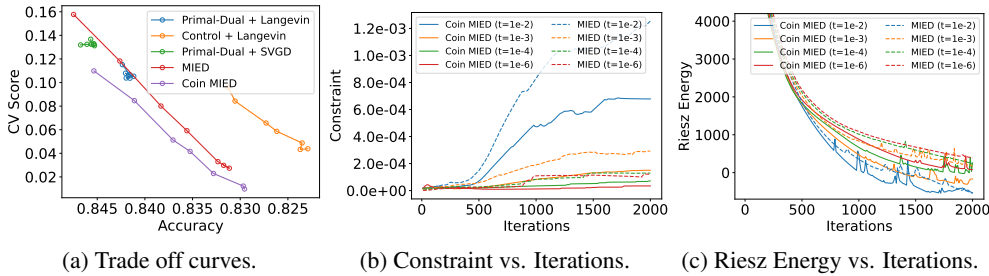 CV Score
0.16
0.14
0.12
0.10
0.08
0.06
0.04
0.02
0.845 0.840 0.835 0.830 0.825
Accuracy
Primal-Dual + Langevin
Control + Langevin
Primal-Dual + SVGD
MIED
Coin MIED
(a) Trade off curves.
Constraint
1.2e-03
1.0e-03
8.0e-04
6.0e-04
4.0e-04
2.0e-04
0.0e+00
0 500 1000 1500 2000
Iterations
Coin MIED (t=1e-2)
Coin MIED (t=1e-3)
Coin MIED (t=1e-4)
Coin MIED (t=1e-6)
MIED (t=1e-2)
MIED (t=1e-3)
MIED (t=1e-4)
MIED (t=1e-6)
(b) Constraint vs. Iterations.
Riesz Energy
4000
3000
2000
1000
0
0 500 1000 1500 2000
Iterations
Coin MIED (t=1e-2)
Coin MIED (t=1e-3)
Coin MIED (t=1e-4)
Coin MIED (t=1e-6)
MIED (t=1e-2)
MIED (t=1e-3)
MIED (t=1e-4)
MIED (t=1e-6)
(c) Riesz Energy vs. Iterations.